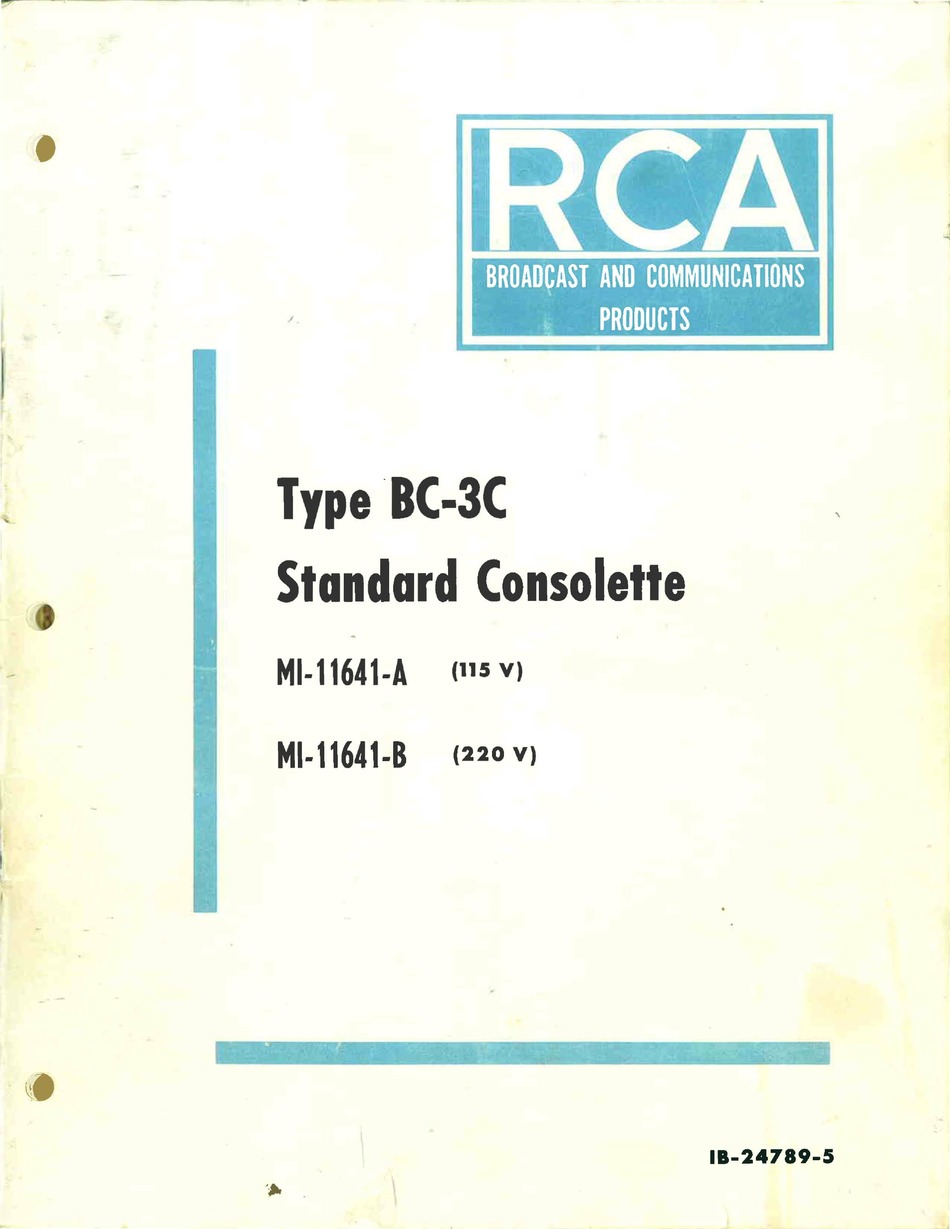 RCA
BROADCAST AND COMMUNICATIONS
PRODUCTS
Type BC-3C
Standard Consolette
MI-11641-A (115 V)
MI-11641-B (220 V)
IB-24789-5